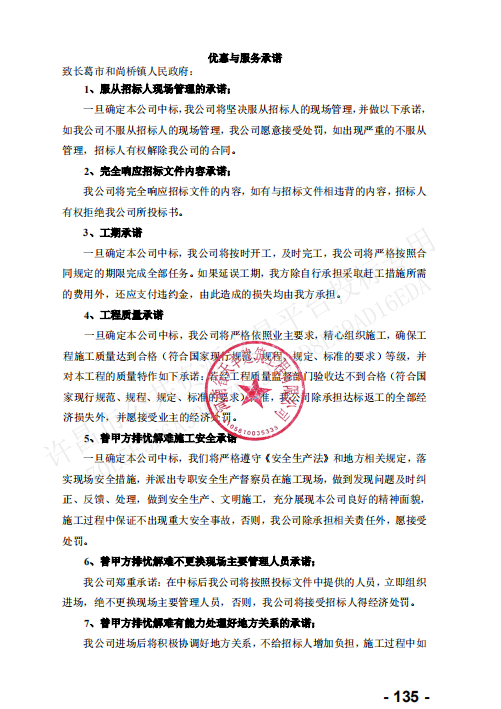 优惠与服务承诺
致长葛市和尚桥镇人民政府：
1、服从招标人现场管理的承诺；
一旦确定本公司中标，我公司将坚决服从招标人的现场管理，并做以下承诺，
如我公司不服从招标人的现场管理，我公司愿意接受处罚，如出现严重的不服从
管理，招标人有权解除我公司的合同。
2、完全响应招标文件内容承诺；
我公司将完全响应招标文件的内容，如有与招标文件相违背的内容，招标人
有权拒绝我公司所投标书。
3、工期承诺
一旦确定本公司中标，我公司将按时开工，及时完工，我公司将严格按照合
同规定的期限完成全部任务。如果延误工期，我方除自行承担采取赶工措施所需
的费用外，还应支付违约金，由此造成的损失均由我方承担。
4、工程质量承诺
一旦确定本公司中标，我公司将严格依照业主要求，精心组织施工，确保工
程施工质量达到合格（符合国家现行规范、规程、规定、标准的要求）等级，并
对本工程的质量特作如下承诺：若经工程质量监督部门验收达不到合格（符合国
家现行规范、规程、规定、标准的要求）标准，我公司除承担达标返工的全部经
济损失外，并愿接受业主的经济处罚。
5、替甲方排忧解难施工安全承诺
一旦确定本公司中标，我们将严格遵守《安全生产法》和地方相关规定，落
实现场安全措施，并派出专职安全生产督察员在施工现场，做到发现问题及时纠
正、反馈、处理，做到安全生产、文明施工，充分展现本公司良好的精神面貌，
施工过程中保证不出现重大安全事故，否则，我公司除承担相关责任外，愿接受
处罚。
6、替甲方排忧解难不更换现场主要管理人员承诺；
我公司郑重承诺：在中标后我公司将按照投标文件中提供的人员，立即组织
进场，绝不更换现场主要管理人员，否则，我公司将接受招标人得经济处罚。
7、替甲方排忧解难有能力处理好地方关系的承诺；
我公司进场后将积极协调好地方关系，不给招标人增加负担，施工过程中如
- 135 -